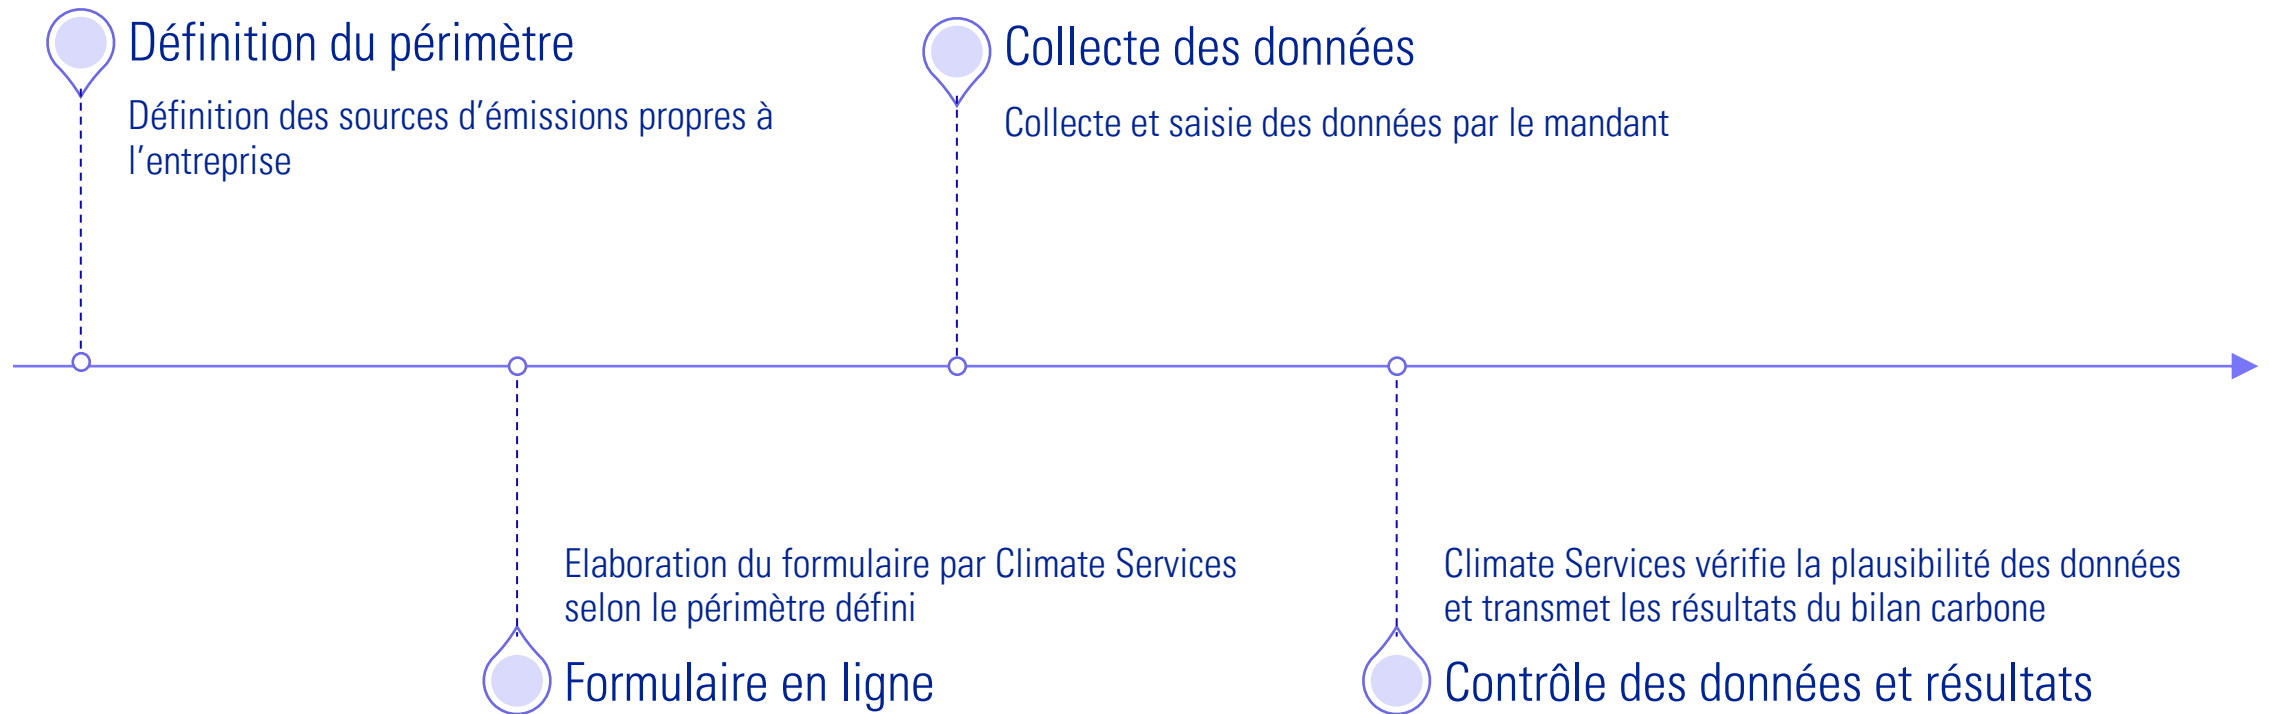 Définition du périmètre
Définition des sources d’émissions propres à
l’entreprise
Collecte des données
Collecte et saisie des données par le mandant
Elaboration du formulaire par Climate Services
selon le périmètre défini
Formulaire en ligne
Climate Services vérifie la plausibilité des données
et transmet les résultats du bilan carbone
Contrôle des données et résultats